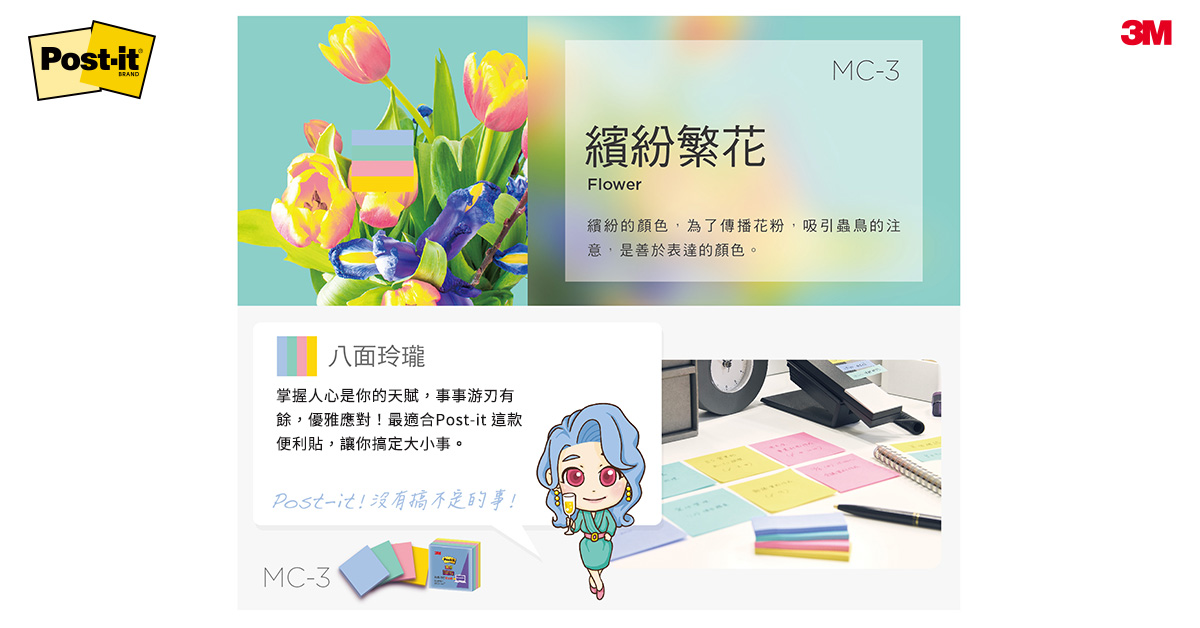 Post-it®
BRAND
3M
MC-3
繽紛繁花
Flower
繽紛的顏色，為了傳播花粉，吸引蟲鳥的注
意，是善於表達的顏色。
八面玲瓏
掌握人心是你的天賦，事事游刃有
餘，優雅應對！最適合Post-it 這款
便利貼，讓你搞定大小事。
Post-it! 沒有搞不定的事!
MC-3
3M
Post-it